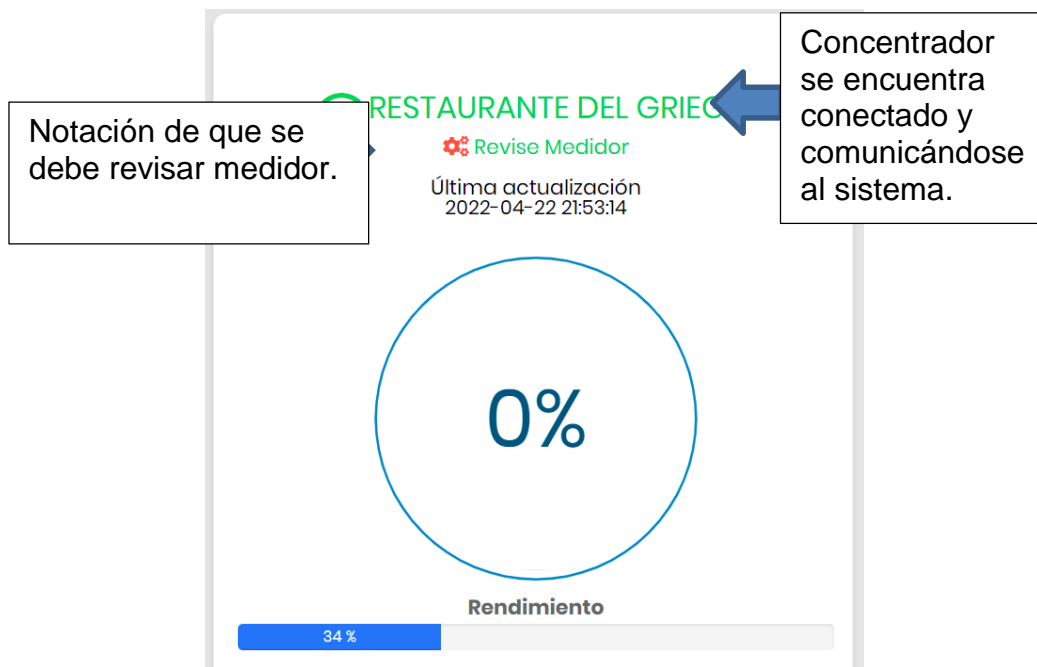 Concentrador
se encuentra
conectado y
comunicándose
al sistema.
RESTAURANTE DEL
Notación de que se
debe revisar medidor.
Revise Medidor
Última actualización
2022-04-22 21:53:14
0%
Rendimiento
34 %